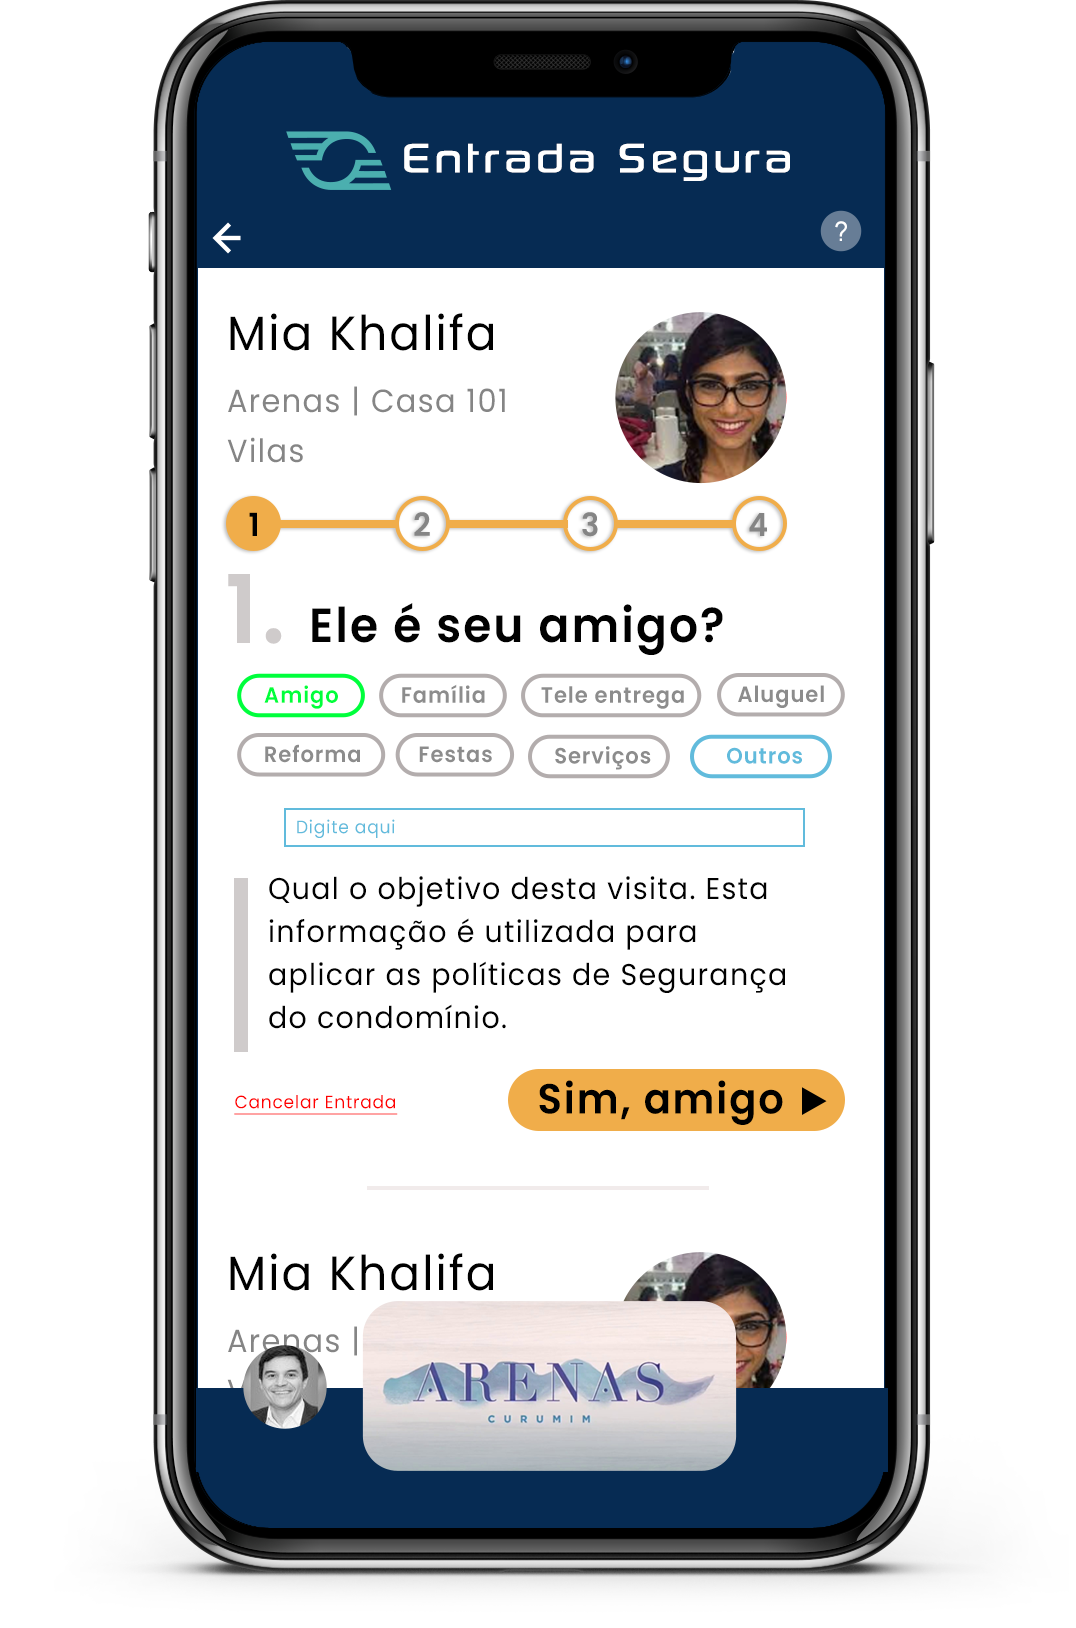 Entrada Segura
?
Mia Khalifa
Arenas | Casa 101
Vilas
1 2 3 4
1. Ele é seu amigo?
Amigo Família Tele entrega Aluguel
Reforma Festas Serviços Outros
Digite aqui
Qual o objetivo desta visita. Esta
informação é utilizada para
aplicar as políticas de Segurança
do condomínio.
Cancelar Entrada
Sim, amigo
Mia Khalifa
Arenas |
ARENAS
CURUMIM